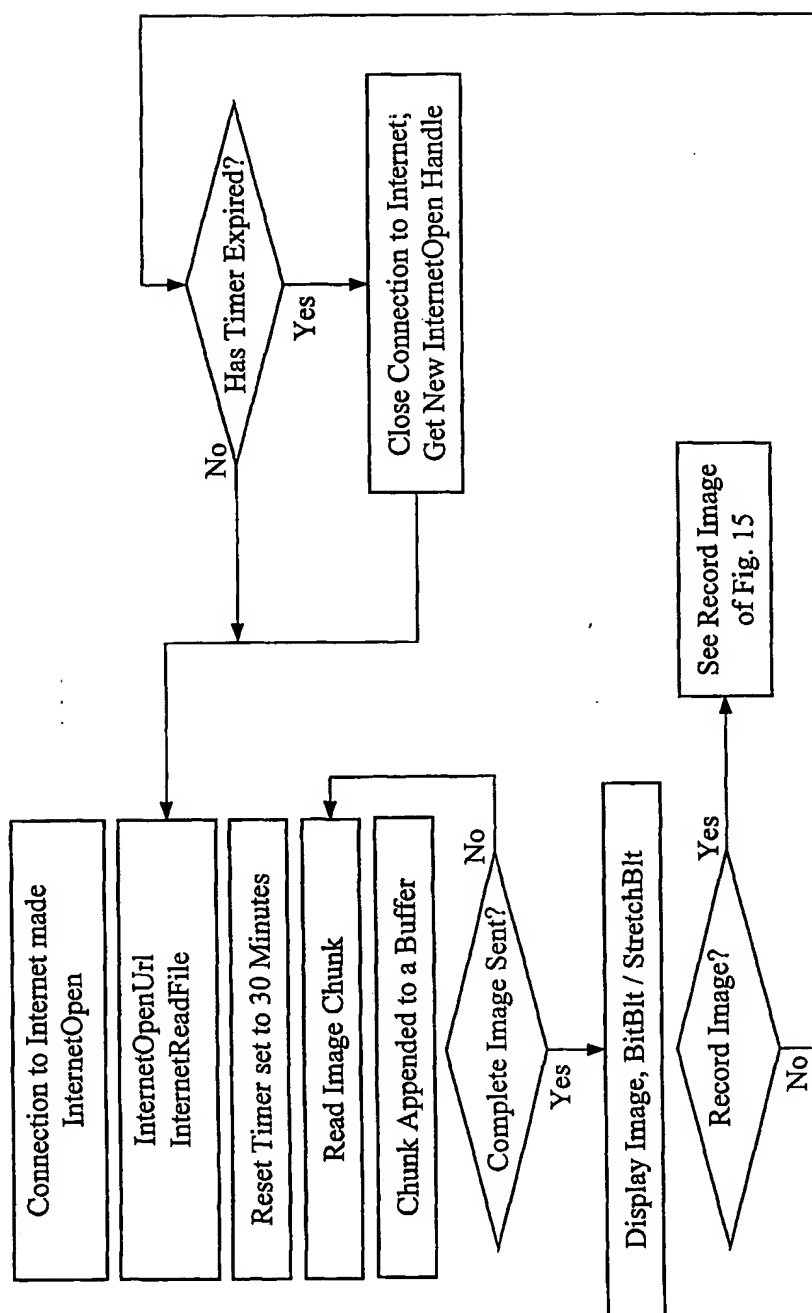 Connection to Internet made
InternetOpen
InternetOpenUrl
InternetReadFile
Reset Timer set to 30 Minutes
Read Image Chunk
Chunk Appended to a Buffer
Complete Image Sent?
No
Yes
Display Image, BitBlt / StretchBlt
Record Image?
Yes
No
See Record Image
of Fig. 15
Has Timer Expired?
No
Yes
Close Connection to Internet;
Get New InternetOpen Handle